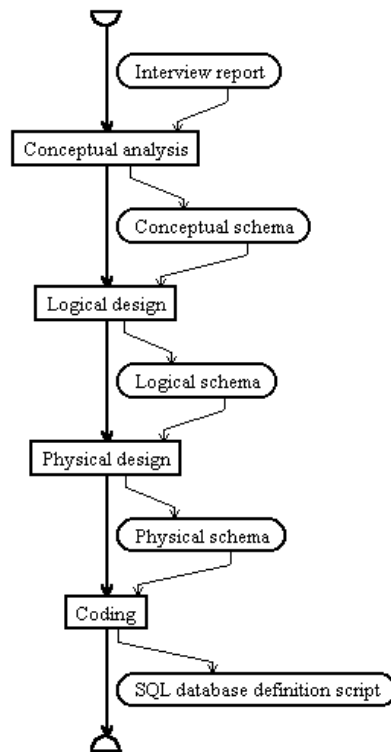 Interview report
Conceptual analysis
Conceptual schema
Logical design
Logical schema
Physical design
Physical schema
Coding
SQL database definition script